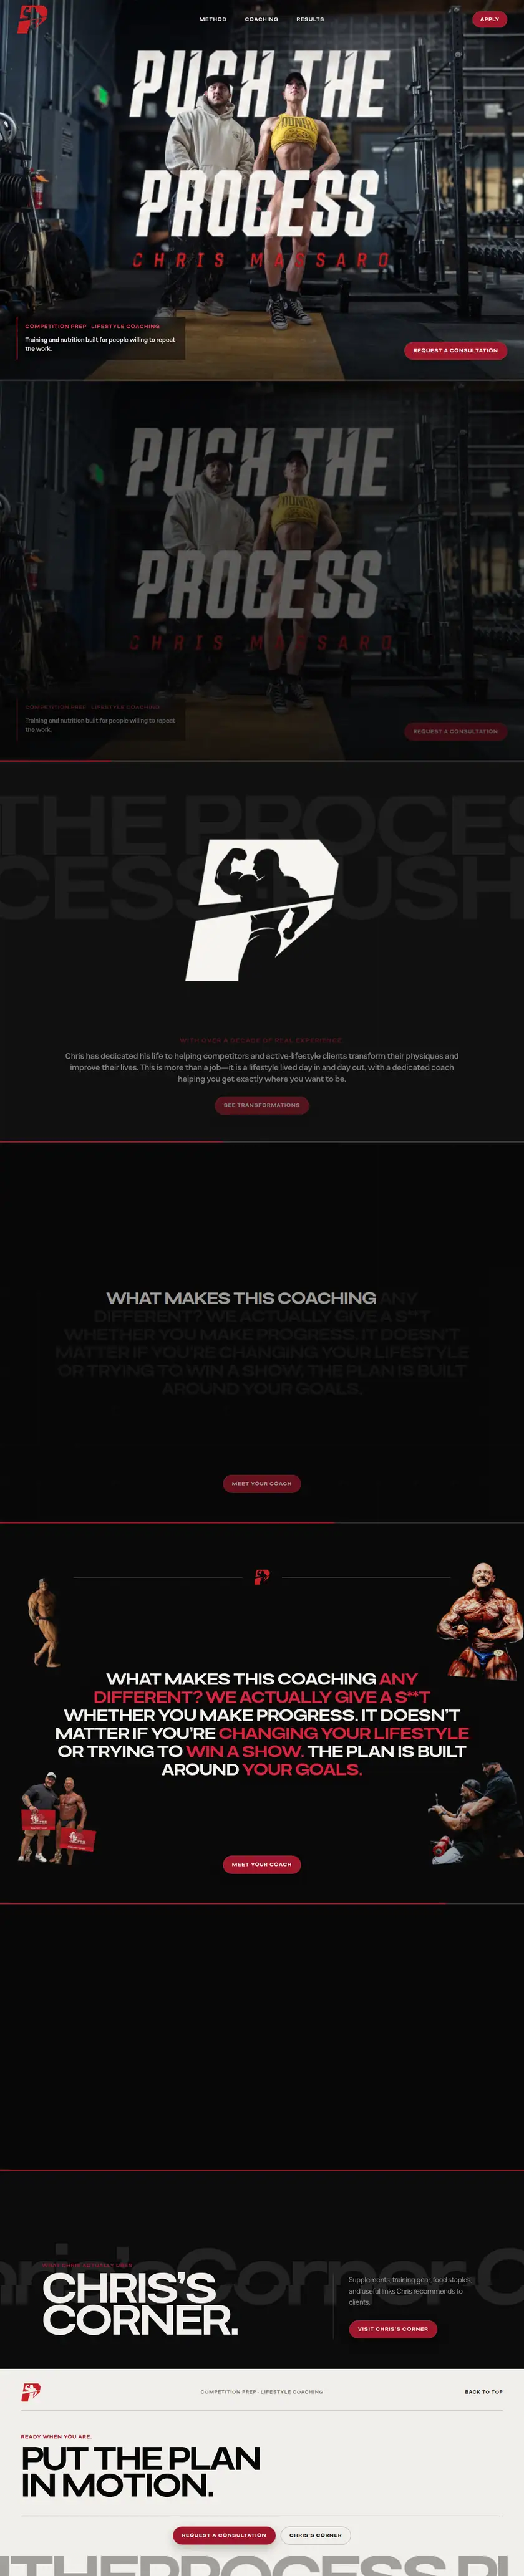 METHOD
COACHING
RESULTS
APPLY
PUSH THE
PROCESS
CHRIS MASSARO
COMPETITION PREP · LIFESTYLE COACHING
Training and nutrition built for people willing to repeat
the work.
REQUEST A CONSULTATION
PUSH THE
PROCESS
CHRIS MASSARO
COMPETITION PREP · LIFESTYLE COACHING
Training and nutrition built for people willing to repeat
the work.
REQUEST A CONSULTATION
THE PROCES
CESS PUSH
WITH OVER A DECADE OF REAL EXPERIENCE
Chris has dedicated his life to helping competitors and active-lifestyle clients transform their physiques and
improve their lives. This is more than a job—it is a lifestyle lived day in and day out, with a dedicated coach
helping you get exactly where you want to be.
SEE TRANSFORMATIONS
WHAT MAKES THIS COACHING ANY
DIFFERENT? WE ACTUALLY GIVE A S**T
WHETHER YOU MAKE PROGRESS. IT DOESN'T
MATTER IF YOU'RE CHANGING YOUR LIFESTYLE
OR TRYING TO WIN A SHOW. THE PLAN IS BUILT
AROUND YOUR GOALS.
MEET YOUR COACH
WHAT MAKES THIS COACHING ANY
DIFFERENT? WE ACTUALLY GIVE A S**T
WHETHER YOU MAKE PROGRESS. IT DOESN'T
MATTER IF YOU'RE CHANGING YOUR LIFESTYLE
OR TRYING TO WIN A SHOW. THE PLAN IS BUILT
AROUND YOUR GOALS.
MEET YOUR COACH
WHAT CHRIS ACTUALLY USES
CHRIS'S
CORNER.
Supplements, training gear, food staples,
and useful links Chris recommends to
clients.
VISIT CHRIS'S CORNER
COMPETITION PREP · LIFESTYLE COACHING
BACK TO TOP
READY WHEN YOU ARE.
PUT THE PLAN
IN MOTION.
REQUEST A CONSULTATION
CHRIS'S CORNER
THE PROCESS PU